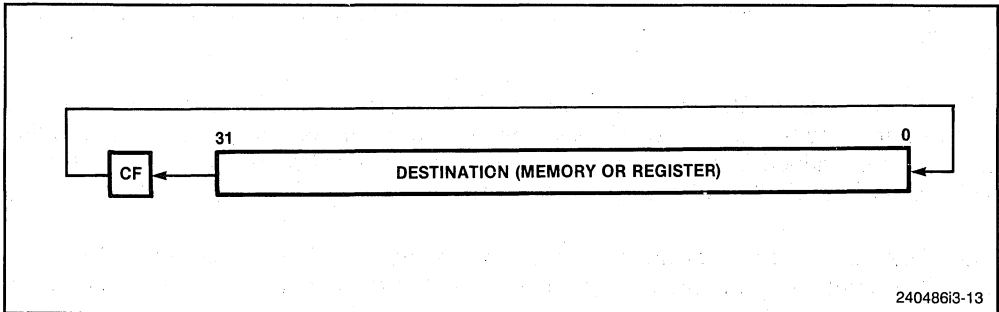 31 0
CF DESTINATION (MEMORY OR REGISTER)
240486i3-13